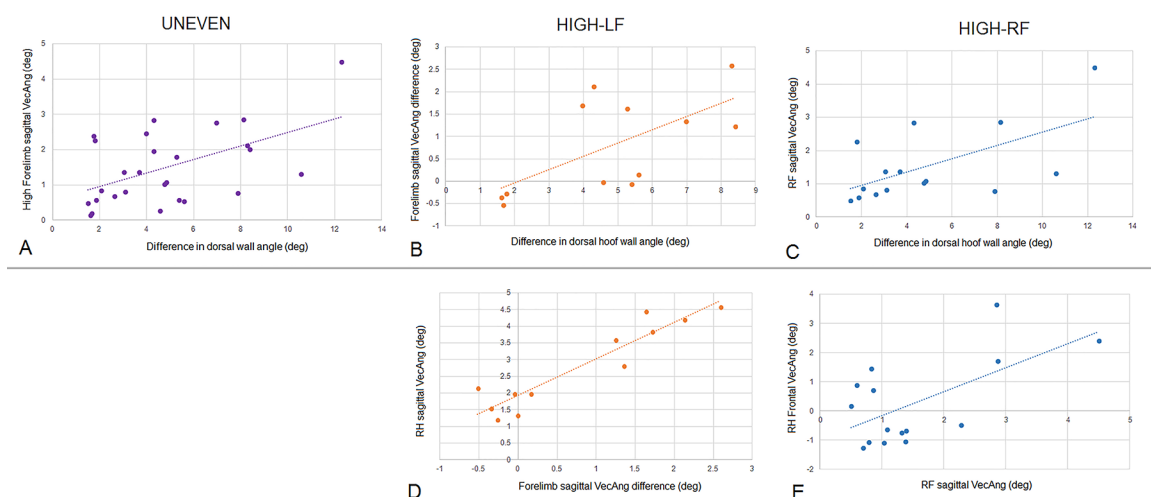 UNEVEN
HIGH-LF
HIGH-RF
High Forelimb sagittal VecAng (deg)
5
4
3
2
1
0
0 2 4 6 8 10 12 14
Difference in dorsal wall angle (deg)
A
Forelimb sagittal VecAng difference (deg)
3
2.5
2
1.5
1
0.5
0
-0.5
-1
0 1 2 3 4 5 6 7 8 9
Difference in dorsal hoof wall angle (deg)
B
RF sagittal VecAng (deg)
5
4
3
2
1
0
0 2 4 6 8 10 12 14
Difference in dorsal hoof wall angle (deg)
C
RH sagittal VecAng (deg)
5
4.5
4
3.5
3
2.5
2
1.5
1
0.5
0
-1 -0.5 0 0.5 1 1.5 2 2.5 3
Forelimb sagittal VecAng difference (deg)
D
RH Frontal VecAng (deg)
4
3
2
1
0
-1
-2
0 1 2 3 4 5
RF sagittal VecAng (deg)
E